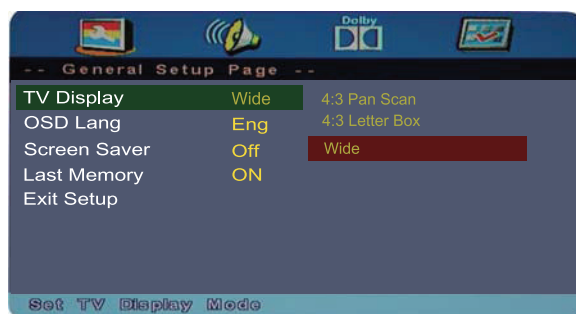 Dolby
-- General Setup Page --
TV Display Wide 4:3 Pan Scan
OSD Lang Eng 4:3 Letter Box
Screen Saver Off Wide
Last Memory ON
Exit Setup
Set TV Display Mode